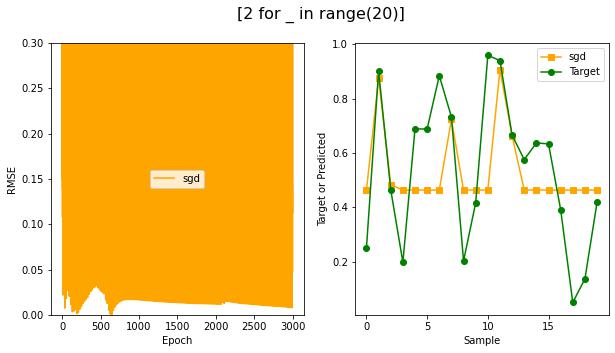 [2 for _ in range(20)]
0.30
0.25
0.20
0.15
0.10
0.05
0.00
RMSE
sgd
0 500 1000 1500 2000 2500 3000
Epoch
1.0
0.8
0.6
0.4
0.2
Target or Predicted
sgd
Target
0 5 10 15
Sample